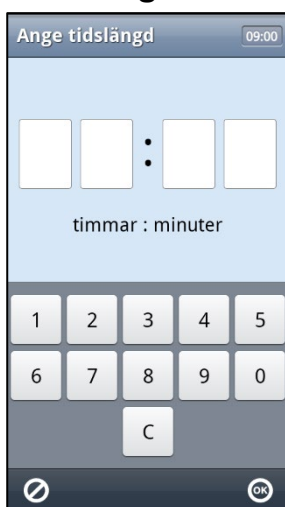 Ange tidslängd 09:00
:
timmar : minuter
1 2 3 4 5
6 7 8 9 0
C
OK